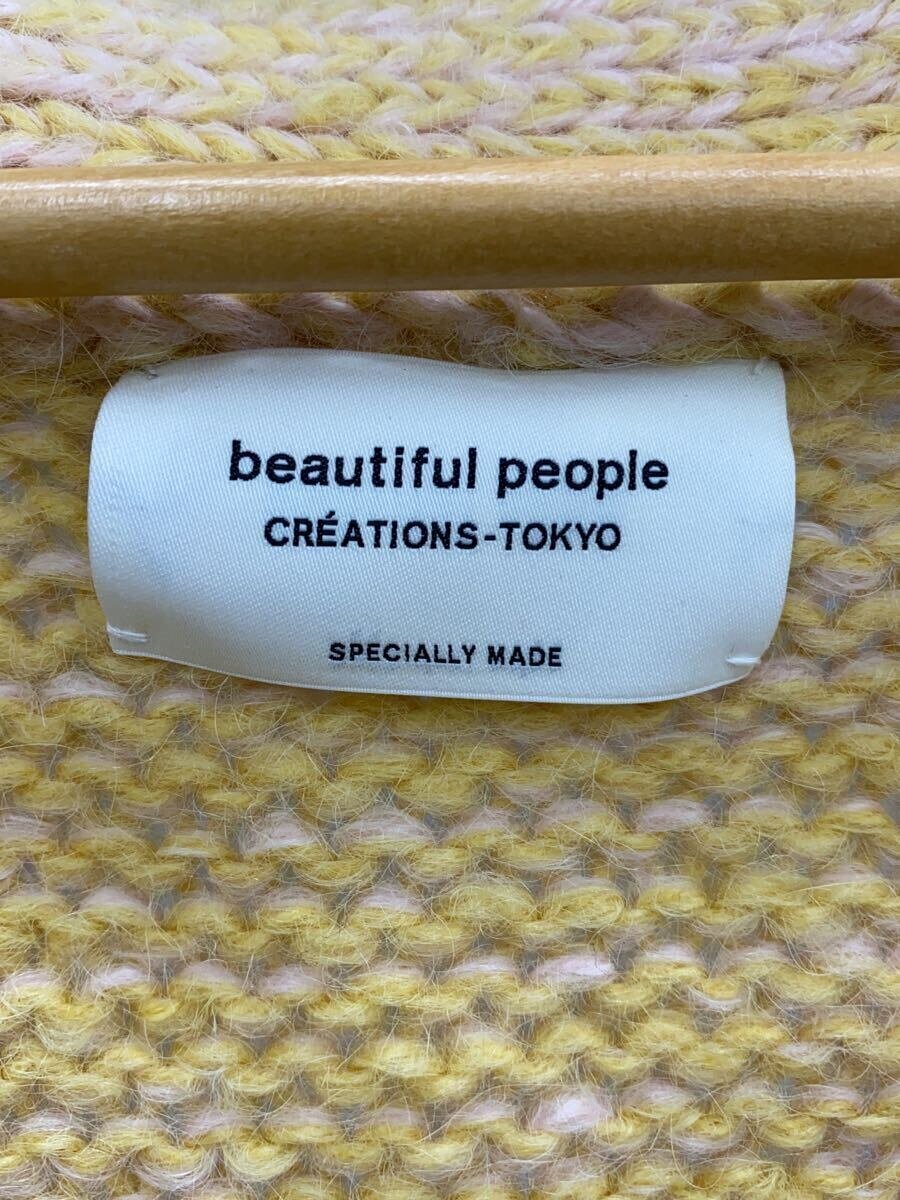 beautiful people
CRÉATIONS-TOKYO
SPECIALLY MADE